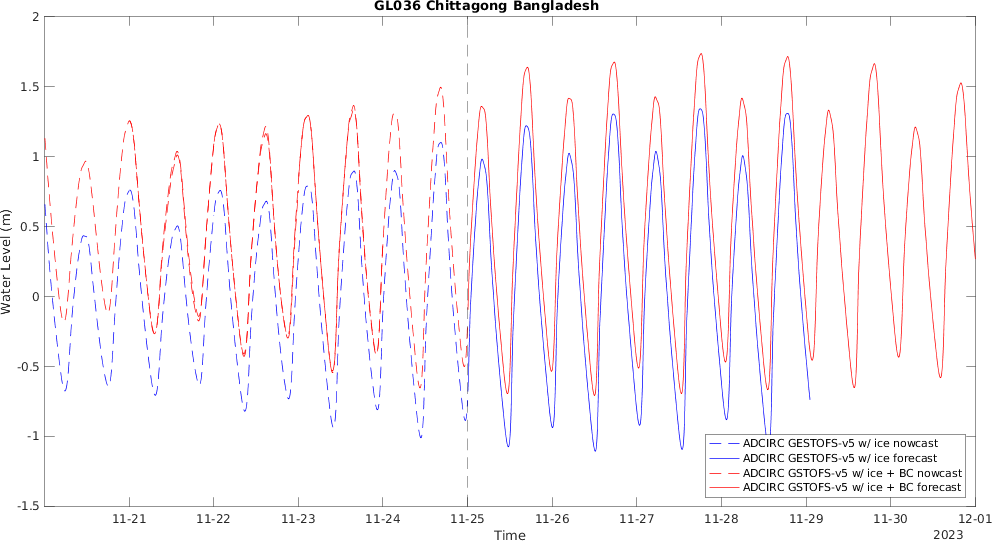 GL036 Chittagong Bangladesh
2
1.5
1
0.5
0
-0.5
-1
-1.5
Water Level (m)
ADCIRC GESTOFS-v5 w/ ice nowcast
ADCIRC GESTOFS-v5 w/ ice forecast
ADCIRC GSTOFS-v5 w/ ice + BC nowcast
ADCIRC GSTOFS-v5 w/ ice + BC forecast
11-21 11-22 11-23 11-24 11-25 11-26 11-27 11-28 11-29 11-30 12-01
Time
2023